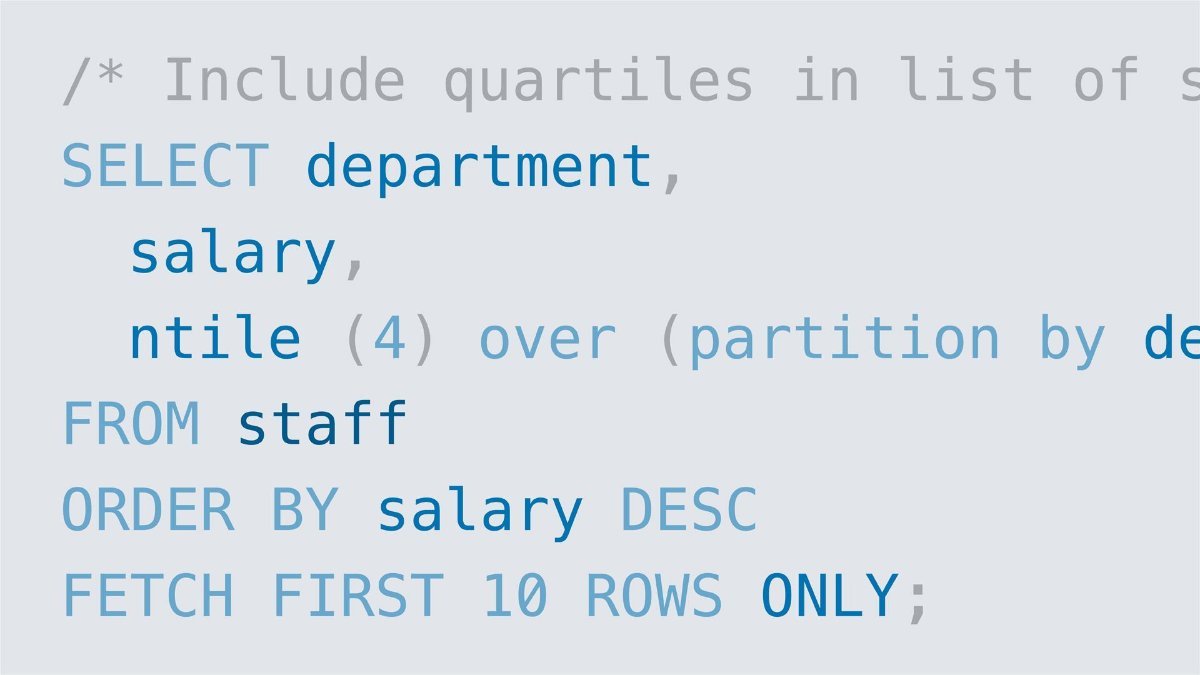 /* Include quartiles in list of
SELECT department,
salary,
ntile (4) over (partition by
FROM staff
ORDER BY salary DESC
FETCH FIRST 10 ROWS ONLY;